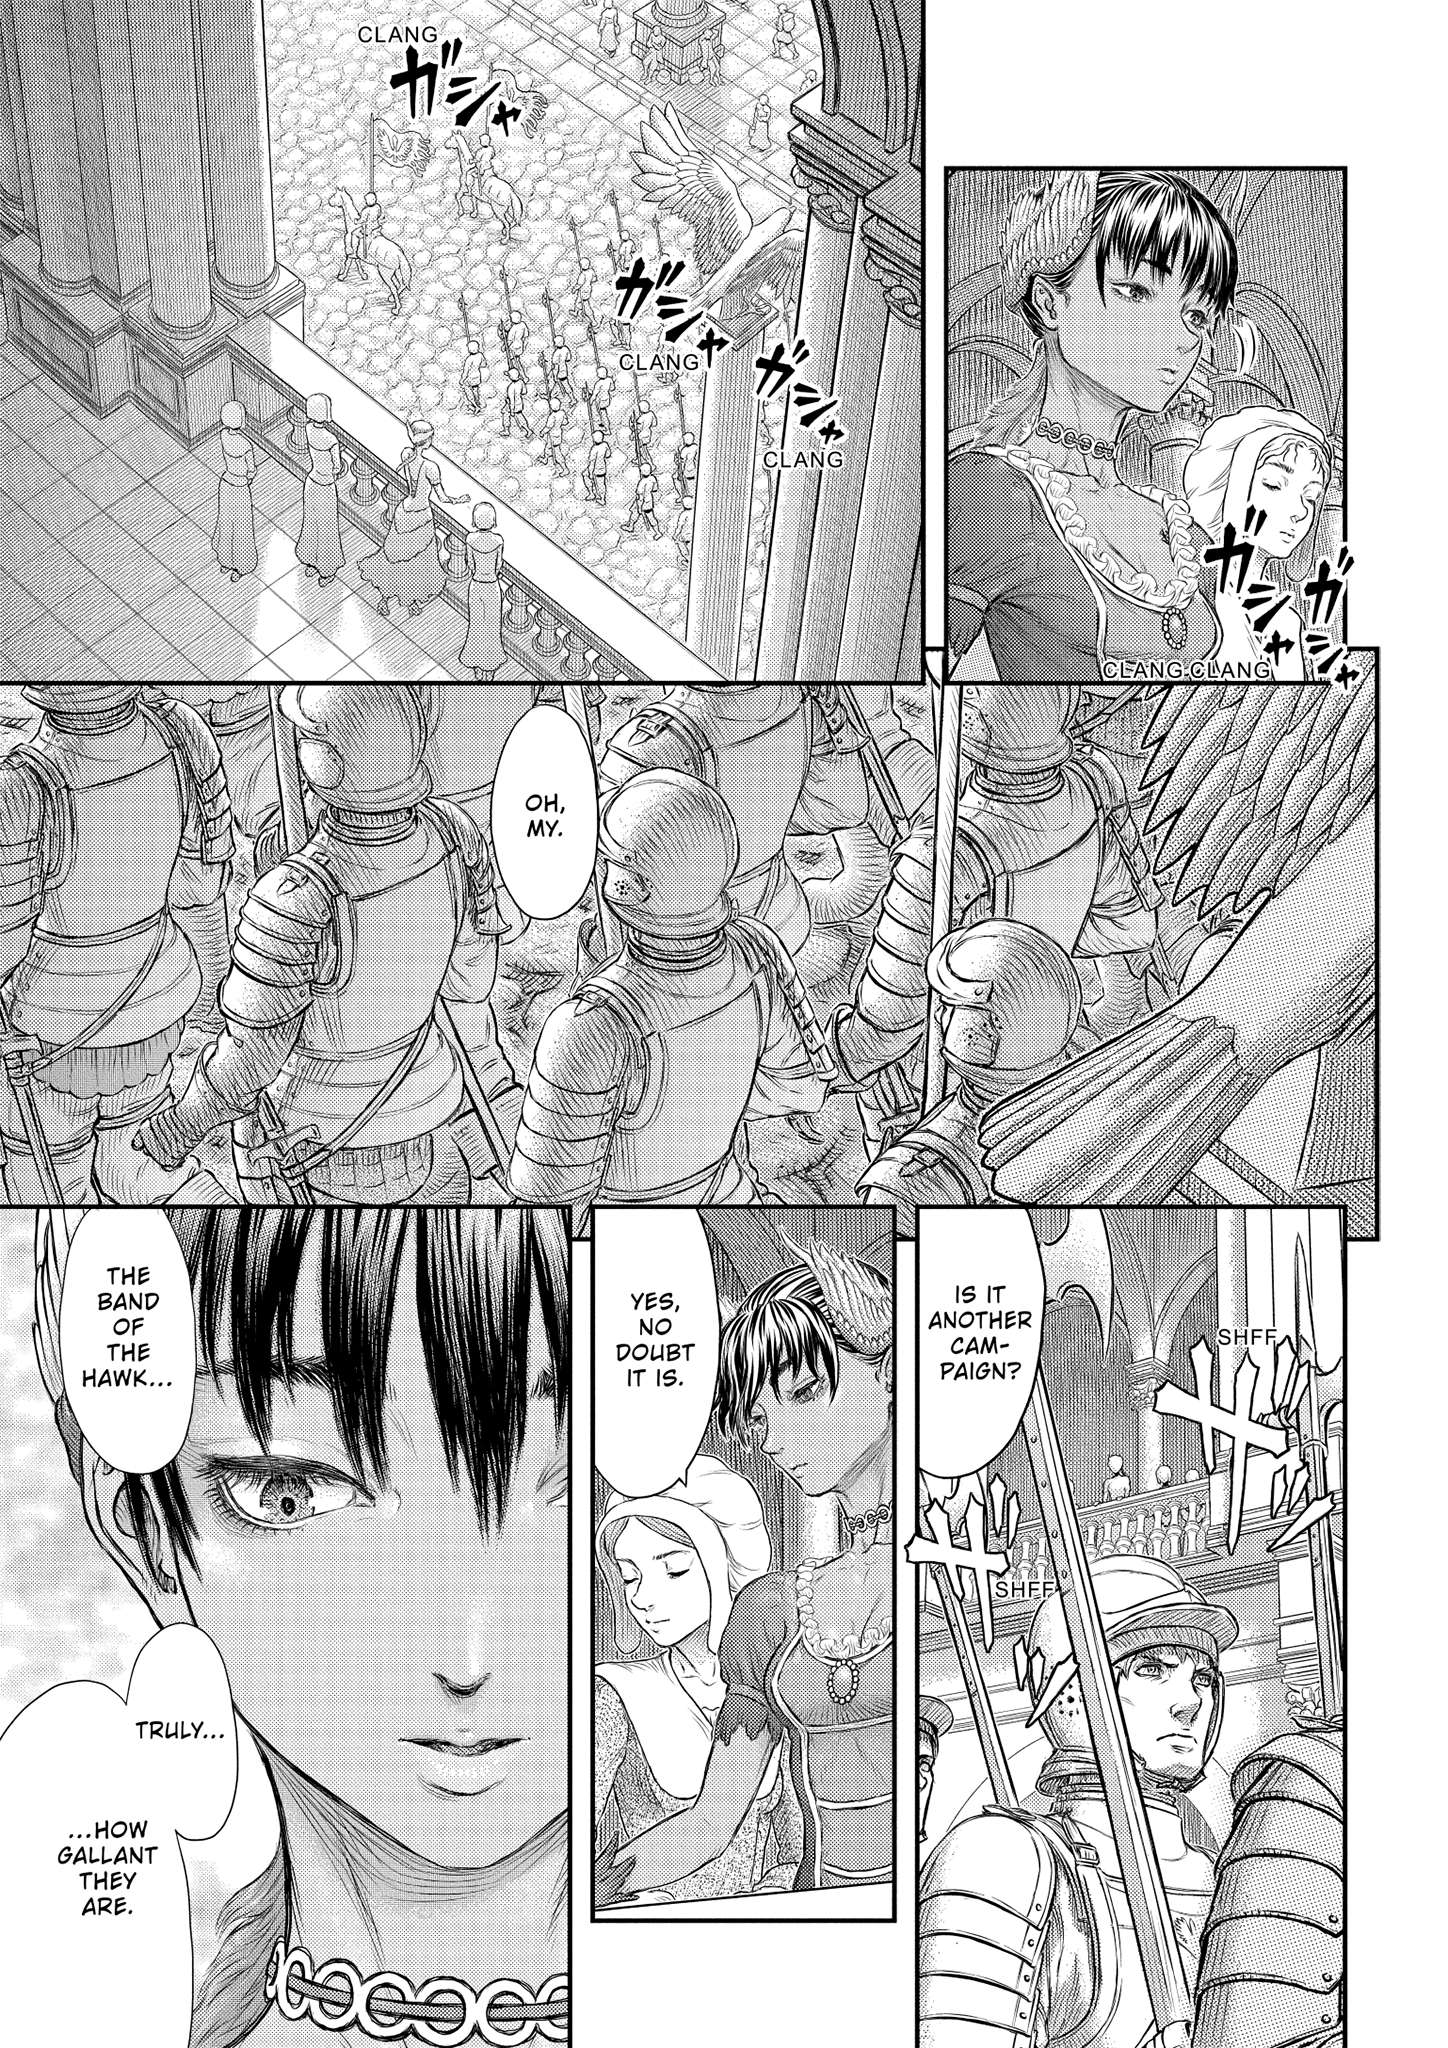 CLANG-CLANG
ガシャ
ガシャ
CLANG
ガシャ
ガシャ
CLANG
ガシャ
CLANG
OH,
MY.
IS IT
ANOTHER
CAM-
PAIGN?
SHFF
ザ
ザ
SHFF
YES,
NO
DOUBT
IT IS.
THE
BAND
OF
THE
HAWK...
TRULY...
...HOW
GALLANT
THEY
ARE.